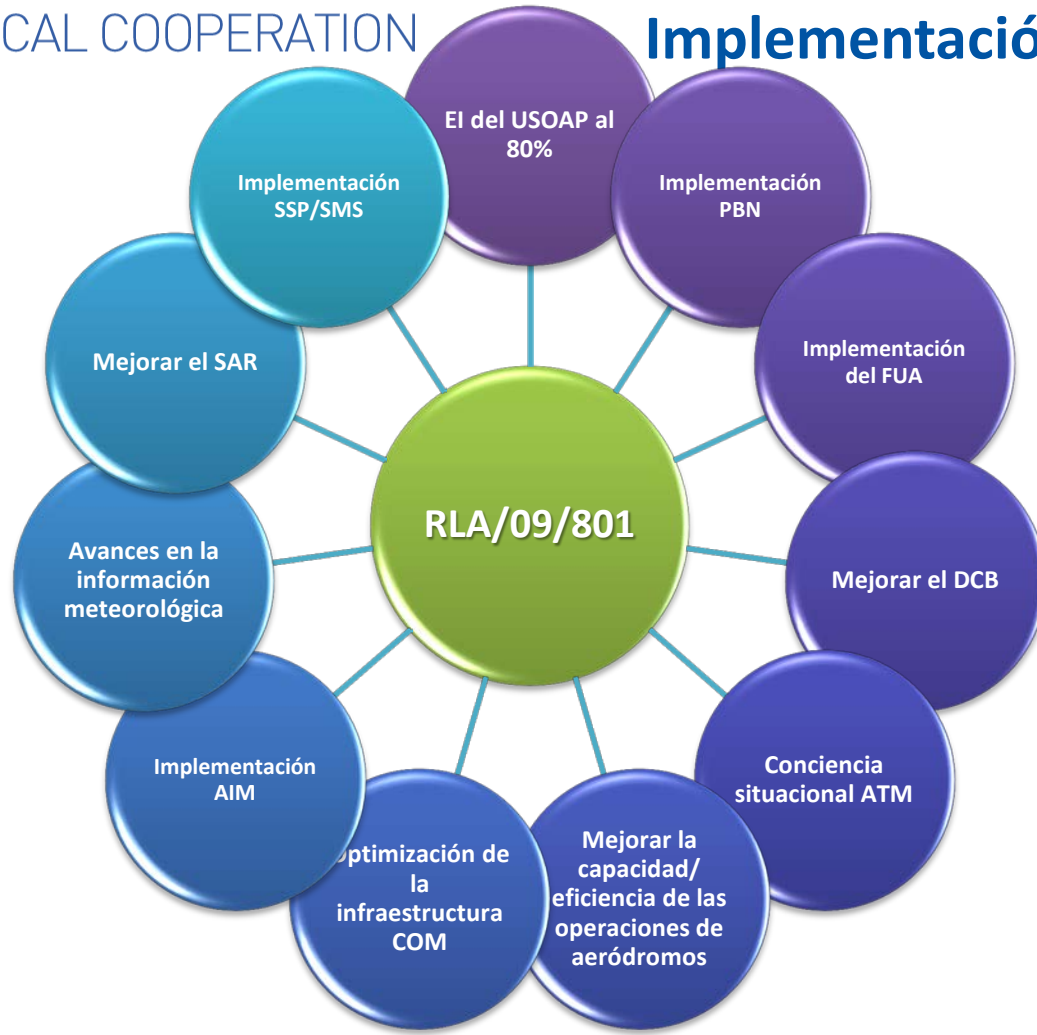 CAL COOPERATION
Implementació
EI del USOAP al
80%
Implementación
PBN
Implementación
del FUA
Mejorar el DCB
Conciencia
situacional ATM
Mejorar la
capacidad/
eficiencia de las
operaciones de
aeródromos
ptimización de
la
infraestructura
COM
Implementación
AIM
Avances en la
información
meteorológica
Mejorar el SAR
Implementación
SSP/SMS
RLA/09/801